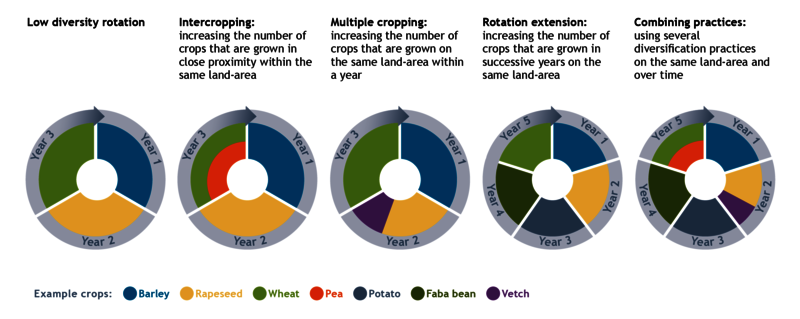 Low diversity rotation
Intercropping:
increasing the number of
crops that are grown in
close proximity within the
same land-area
Multiple cropping:
increasing the number of
crops that are grown on
the same land-area within
a year
Rotation extension:
increasing the number of
crops that are grown in
successive years on the
same land-area
Combining practices:
using several
diversification practices
on the same land-area and
over time
Year 1
Year 2
Year 3
Year 1
Year 2
Year 3
Year 1
Year 2
Year 3
Year 1
Year 2
Year 3
Year 4
Year 5
Year 1
Year 2
Year 3
Year 4
Year 5
Example crops: Barley Rapeseed Wheat Pea Potato Faba bean Vetch